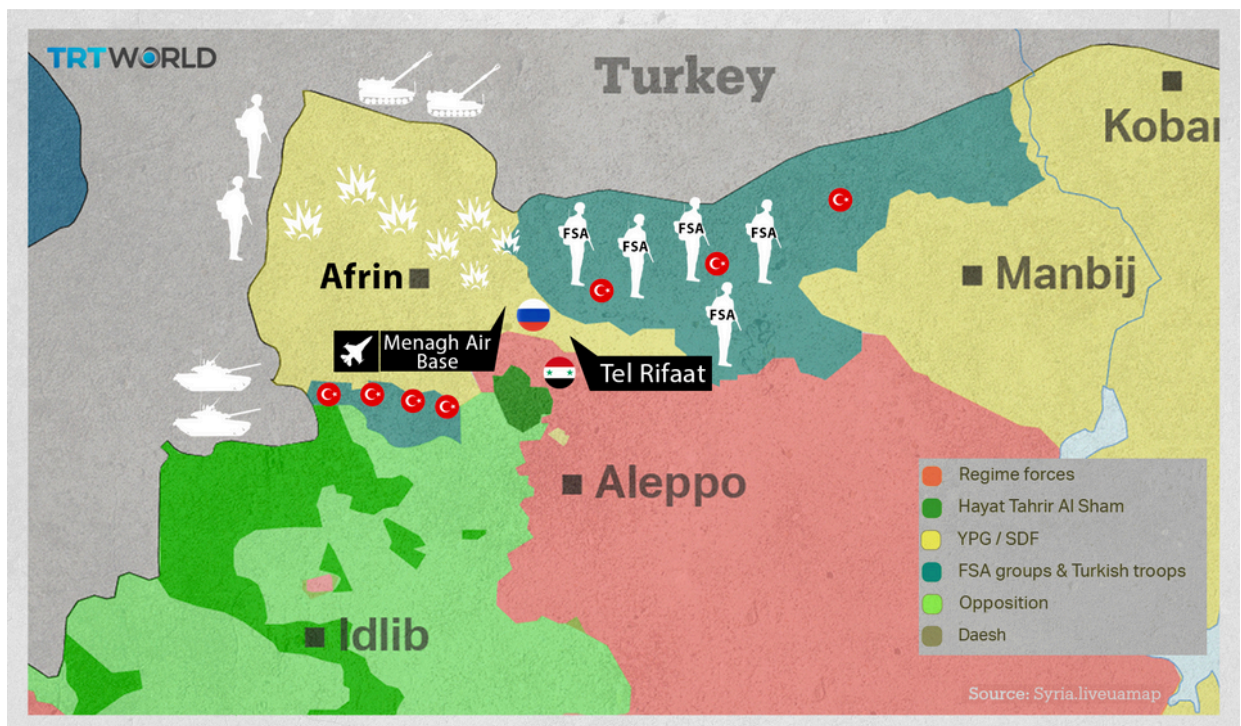 TRTWORLD
Turkey
Kobar
FSA
FSA
FSA
FSA
FSA
Afrin
Manbij
Menagh Air
Base
Tel Rifaat
Aleppo
Idlib
Regime forces
Hayat Tahrir Al Sham
YPG / SDF
FSA groups & Turkish troops
Opposition
Daesh
Source: Syria.liveuamap